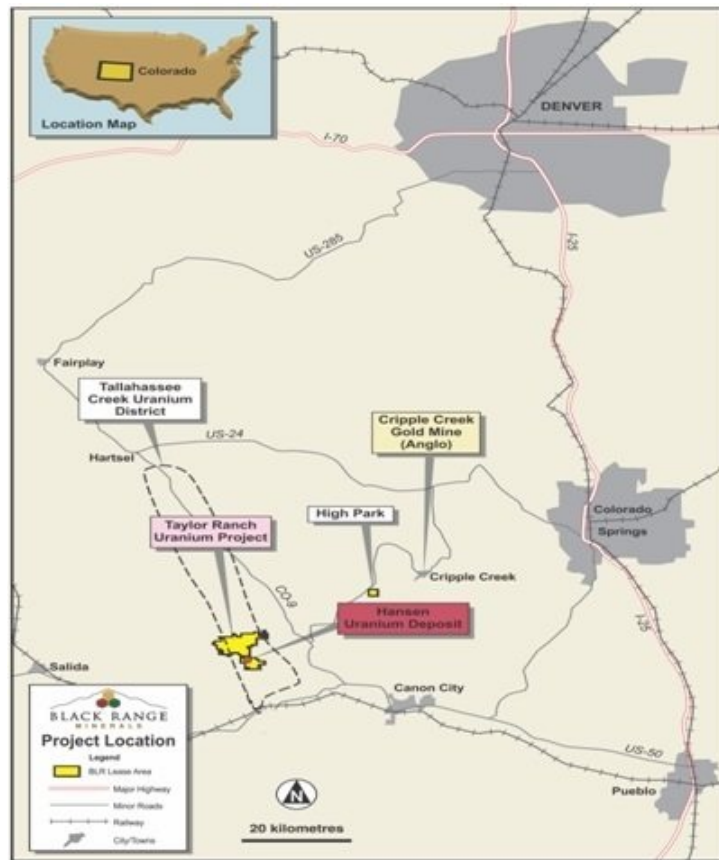 Colorado
Location Map
DENVER
I-70
US-285
I-25
Fairplay
Tallahassee
Creek Uranium
District
Cripple Creek
Gold Mine
(Anglo)
US-24
Hartsel
High Park
Colorado
Springs
Taylor Ranch
Uranium Project
Cripple Creek
CO-9
Hansen
Uranium Deposit
I-25
Salida
Canon City
US-50
Pueblo
BLACK RANGE
MINERALS
Project Location
Legend
BLR Lease Area
Major Highway
Minor Roads
Railway
City/Towns
N
20 kilometres